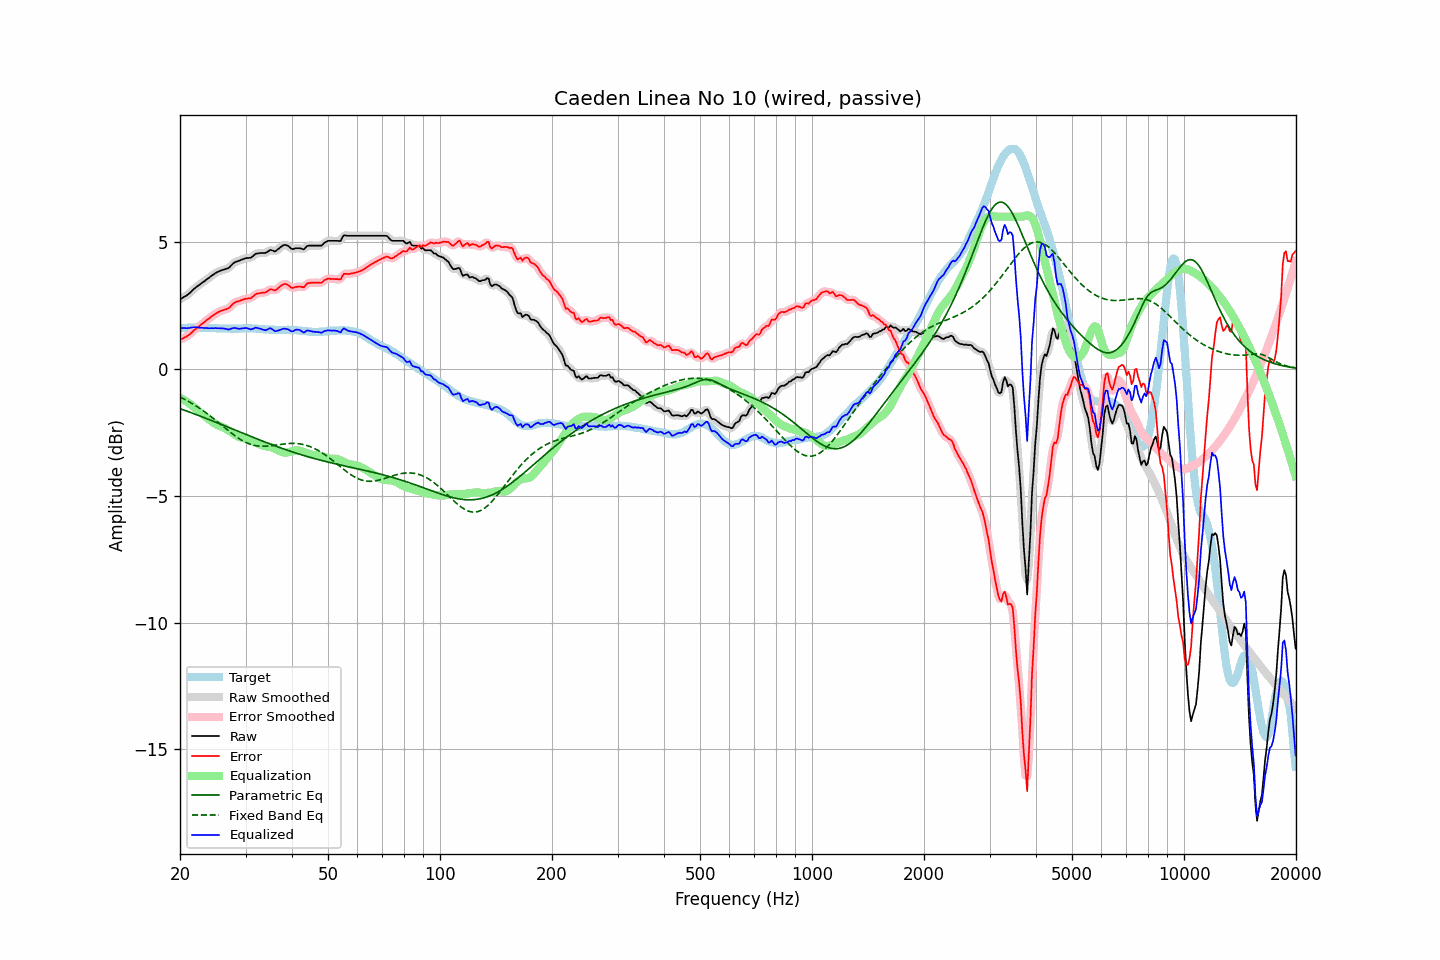 Caeden Linea No 10 (wired, passive)
Amplitude (dBr)
5
0
−5
−10
−15
Target
Raw Smoothed
Error Smoothed
Raw
Error
Equalization
Parametric Eq
Fixed Band Eq
Equalized
20 50 100 200 500 1000 2000 5000 10000 20000
Frequency (Hz)